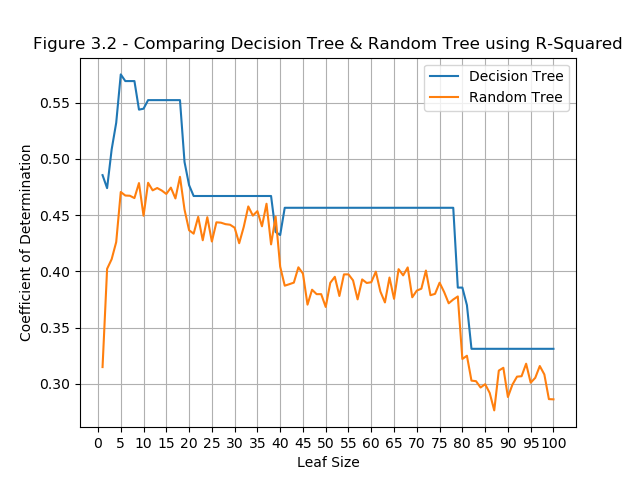 Figure 3.2 - Comparing Decision Tree & Random Tree using R-Squared
Decision Tree
Random Tree
Coefficient of Determination
0.55
0.50
0.45
0.40
0.35
0.30
0 5 10 15 20 25 30 35 40 45 50 55 60 65 70 75 80 85 90 95 100
Leaf Size